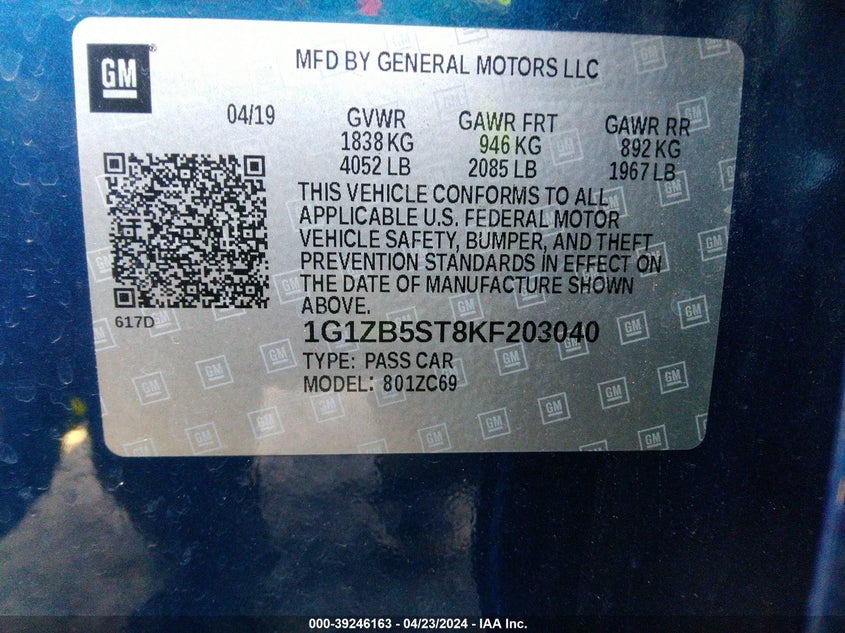 GM
MFD BY GENERAL MOTORS LLC
04/19
GVWR
1838 KG
4052 LB
GAWR FRT
946 KG
2085 LB
GAWR RR
892 KG
1967 LB
THIS VEHICLE CONFORMS TO ALL
APPLICABLE U.S. FEDERAL MOTOR
VEHICLE SAFETY, BUMPER, AND THEFT
PREVENTION STANDARDS IN EFFECT ON
THE DATE OF MANUFACTURE SHOWN
ABOVE.
617D
1G1ZB5ST8KF203040
TYPE: PASS CAR
MODEL: 801ZC69
000-39246163 - 04/23/2024 - IAA Inc.